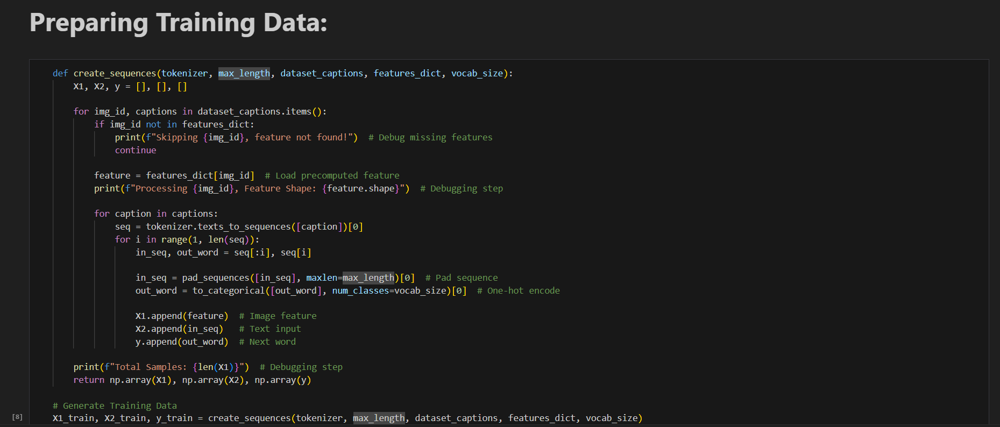 Preparing Training Data:
def create_sequences(tokenizer, max_length, dataset_captions, features_dict, vocab_size):
X1, X2, y = [], [], []
for img_id, captions in dataset_captions.items():
if img_id not in features_dict:
print(f"Skipping {img_id}, feature not found!")  # Debug missing features
continue
feature = features_dict[img_id]  # Load precomputed feature
print(f"Processing {img_id}, Feature Shape: {feature.shape}")  # Debugging step
for caption in captions:
seq = tokenizer.texts_to_sequences([caption])[0]
for i in range(1, len(seq)):
in_seq, out_word = seq[:i], seq[i]
in_seq = pad_sequences([in_seq], maxlen=max_length)[0]  # Pad sequence
out_word = to_categorical([out_word], num_classes=vocab_size)[0]  # One-hot encode
X1.append(feature)  # Image feature
X2.append(in_seq)   # Text input
y.append(out_word)  # Next word
print(f"Total Samples: {len(X1)}")  # Debugging step
return np.array(X1), np.array(X2), np.array(y)
# Generate Training Data
[8] X1_train, X2_train, y_train = create_sequences(tokenizer, max_length, dataset_captions, features_dict, vocab_size)